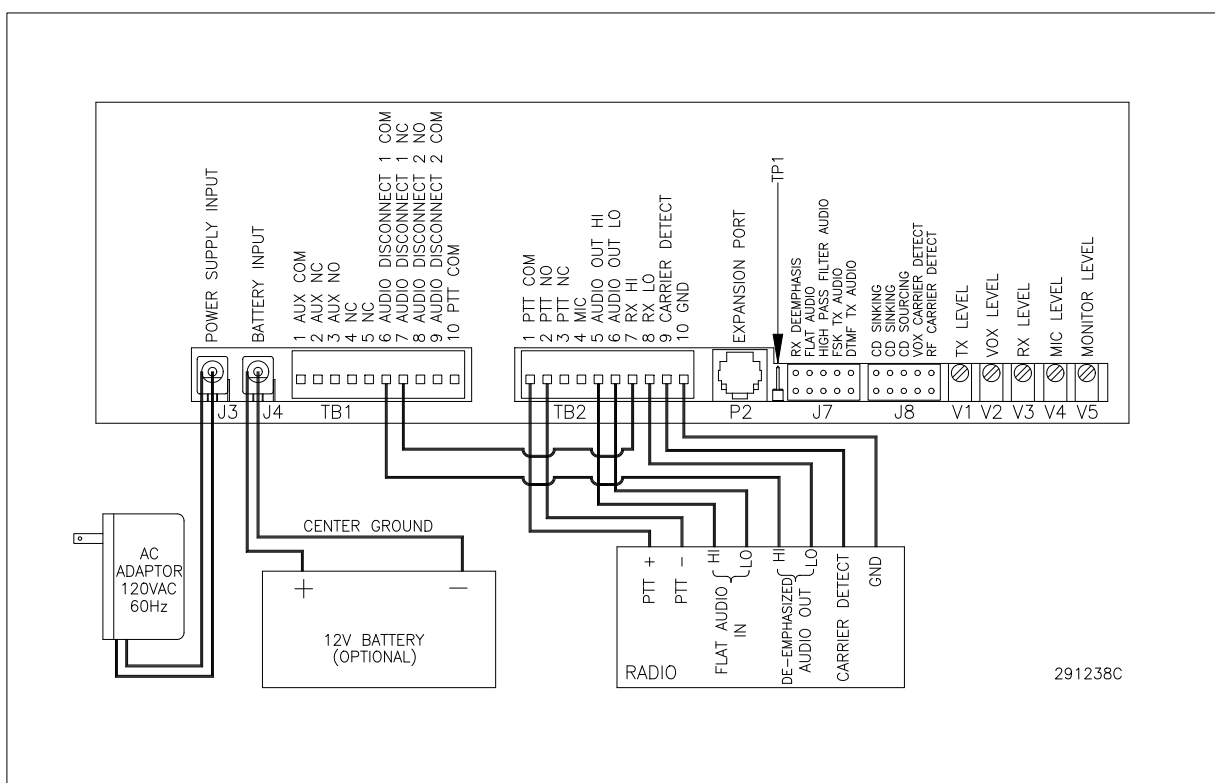 POWER SUPPLY INPUT
BATTERY INPUT
1 AUX COM
2 AUX NC
3 AUX NO
4 NC
5 NC
6 AUDIO DISCONNECT 1 COM
7 AUDIO DISCONNECT 1 NC
8 AUDIO DISCONNECT 2 NO
9 AUDIO DISCONNECT 2 COM
10 PTT COM
1 PTT COM
2 PTT NO
3 PTT NC
4 MIC
5 AUDIO OUT HI
6 AUDIO OUT LO
7 RX HI
8 RX LO
9 CARRIER DETECT
10 GND
EXPANSION PORT
TP1
RX DEEMPHASIS
FLAT AUDIO
HIGH PASS FILTER AUDIO
FSK TX AUDIO
DTMF TX AUDIO
CD SINKING
CD SINKING
CD SOURCING
VOX CARRIER DETECT
RF CARRIER DETECT
TX LEVEL
VOX LEVEL
RX LEVEL
MIC LEVEL
MONITOR LEVEL
J3
J4
TB1
TB2
P2
J7
J8
V1
V2
V3
V4
V5
AC
ADAPTOR
120VAC
60Hz
CENTER GROUND
+
−
12V BATTERY
(OPTIONAL)
PTT +
PTT −
HI
LO
FLAT AUDIO
IN
HI
LO
DE-EMPHASIZED
AUDIO OUT
CARRIER DETECT
GND
RADIO
291238C